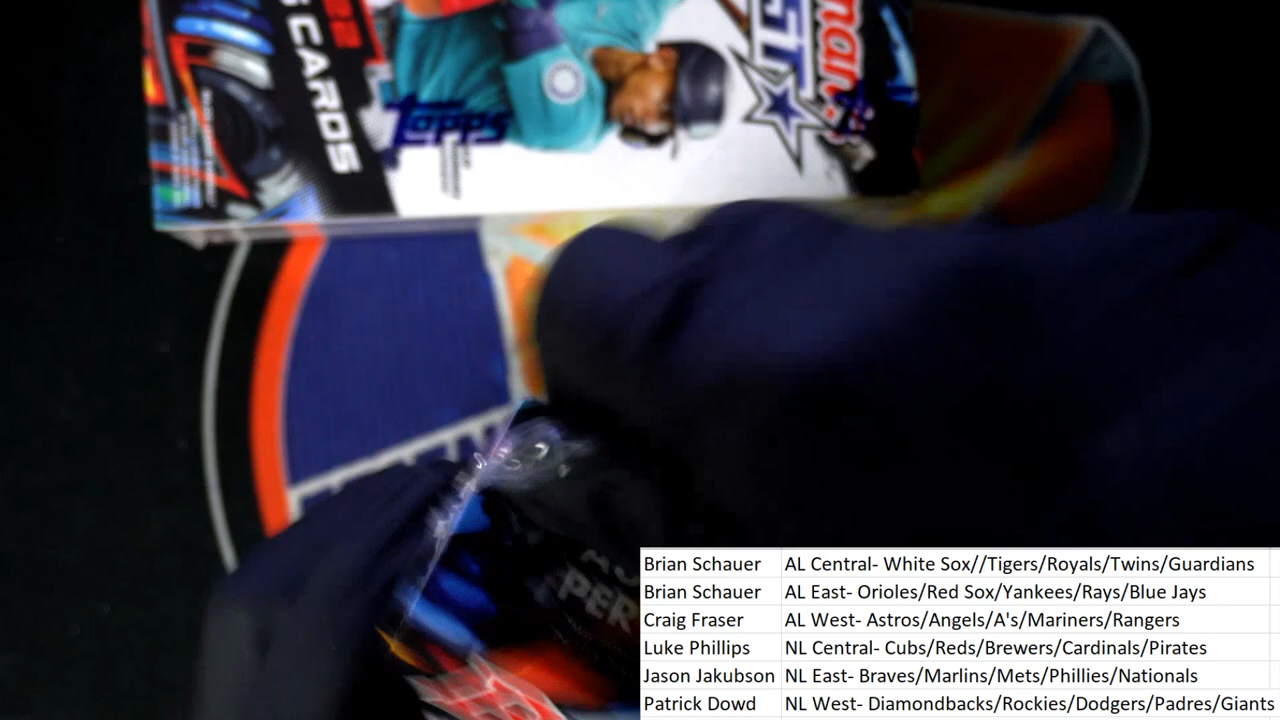 CARDS
Topps
PER
Brian Schauer AL Central- White Sox//Tigers/Royals/Twins/Guardians
Brian Schauer AL East- Orioles/Red Sox/Yankees/Rays/Blue Jays
Craig Fraser AL West- Astros/Angels/A's/Mariners/Rangers
Luke Phillips NL Central- Cubs/Reds/Brewers/Cardinals/Pirates
Jason Jakubson NL East- Braves/Marlins/Mets/Phillies/Nationals
Patrick Dowd NL West- Diamondbacks/Rockies/Dodgers/Padres/Giants